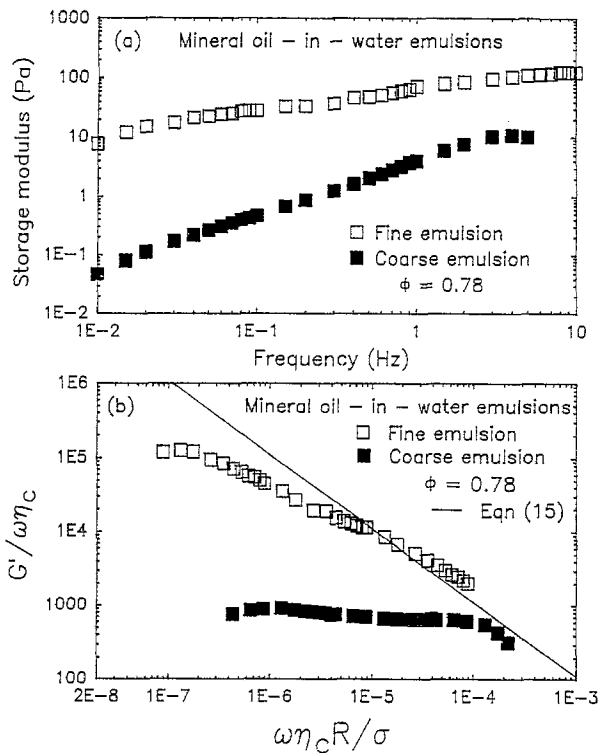 1000
(a) Mineral oil – in – water emulsions
Storage modulus (Pa)
100
10
1
1E-1
1E-2
□ Fine emulsion
■ Coarse emulsion
ϕ = 0.78
1E-2 1E-1 1 10
Frequency (Hz)
1E6
(b) Mineral oil – in – water emulsions
□ Fine emulsion
■ Coarse emulsion
ϕ = 0.78
— Eqn (15)
G'/ωη_C
1E5
1E4
1000
100
2E-8 1E-7 1E-6 1E-5 1E-4 1E-3
ωη_C R/σ